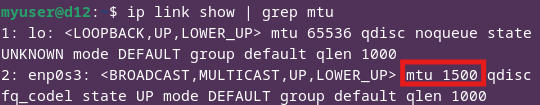 myuser@d12:~$ ip link show | grep mtu
1: lo: <LOOPBACK,UP,LOWER_UP> mtu 65536 qdisc noqueue state
UNKNOWN mode DEFAULT group default qlen 1000
2: enp0s3: <BROADCAST,MULTICAST,UP,LOWER_UP> mtu 1500 qdisc
fq_codel state UP mode DEFAULT group default qlen 1000